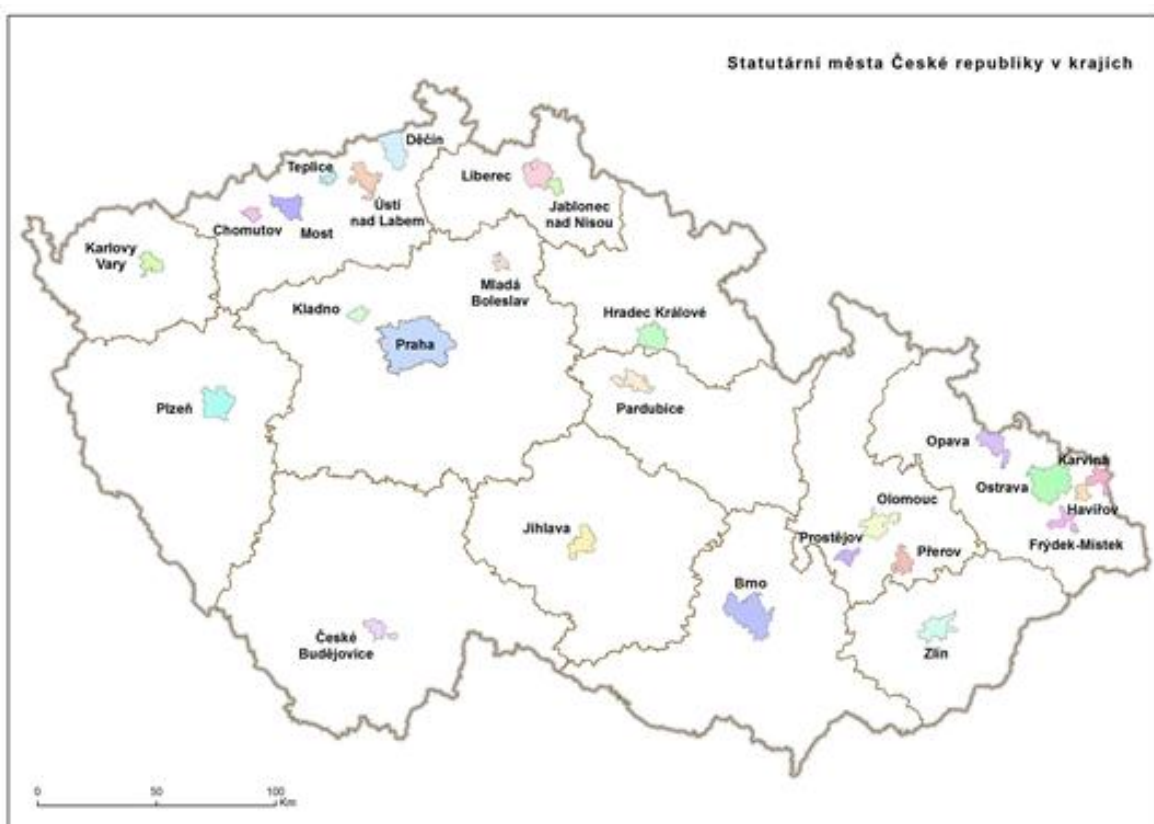 Statutární města České republiky v krajích
Děčín
Teplice
Liberec
Ústí
nad Labem
Jablonec
nad Nisou
Chomutov
Most
Karlovy
Vary
Mladá
Boleslav
Kladno
Hradec Králové
Praha
Plzeň
Pardubice
Opava
Karviná
Ostrava
Olomouc
Havířov
Jihlava
Prostějov
Přerov
Frýdek-Místek
Brno
České
Budějovice
Zlín
0 50 100
Km